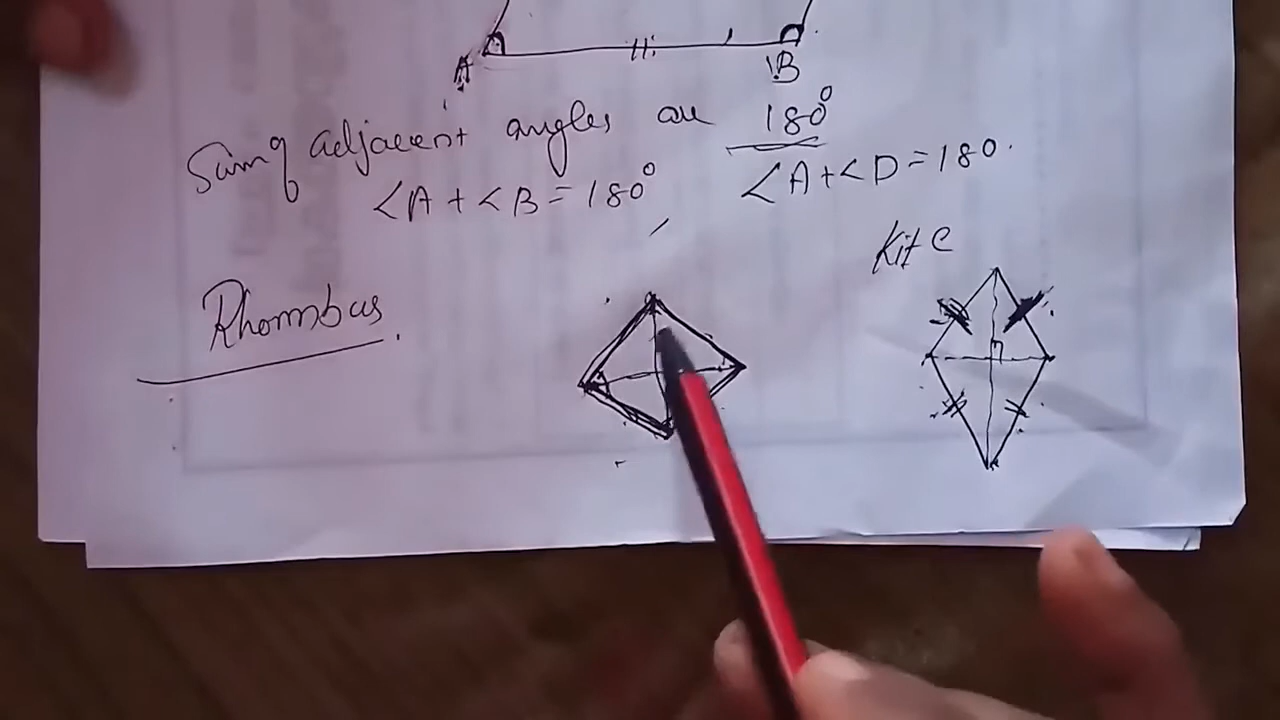 A B
Sum of adjacent angles are 180°
<A + <B = 180° <A + <D = 180.
Kite
Rhombus.